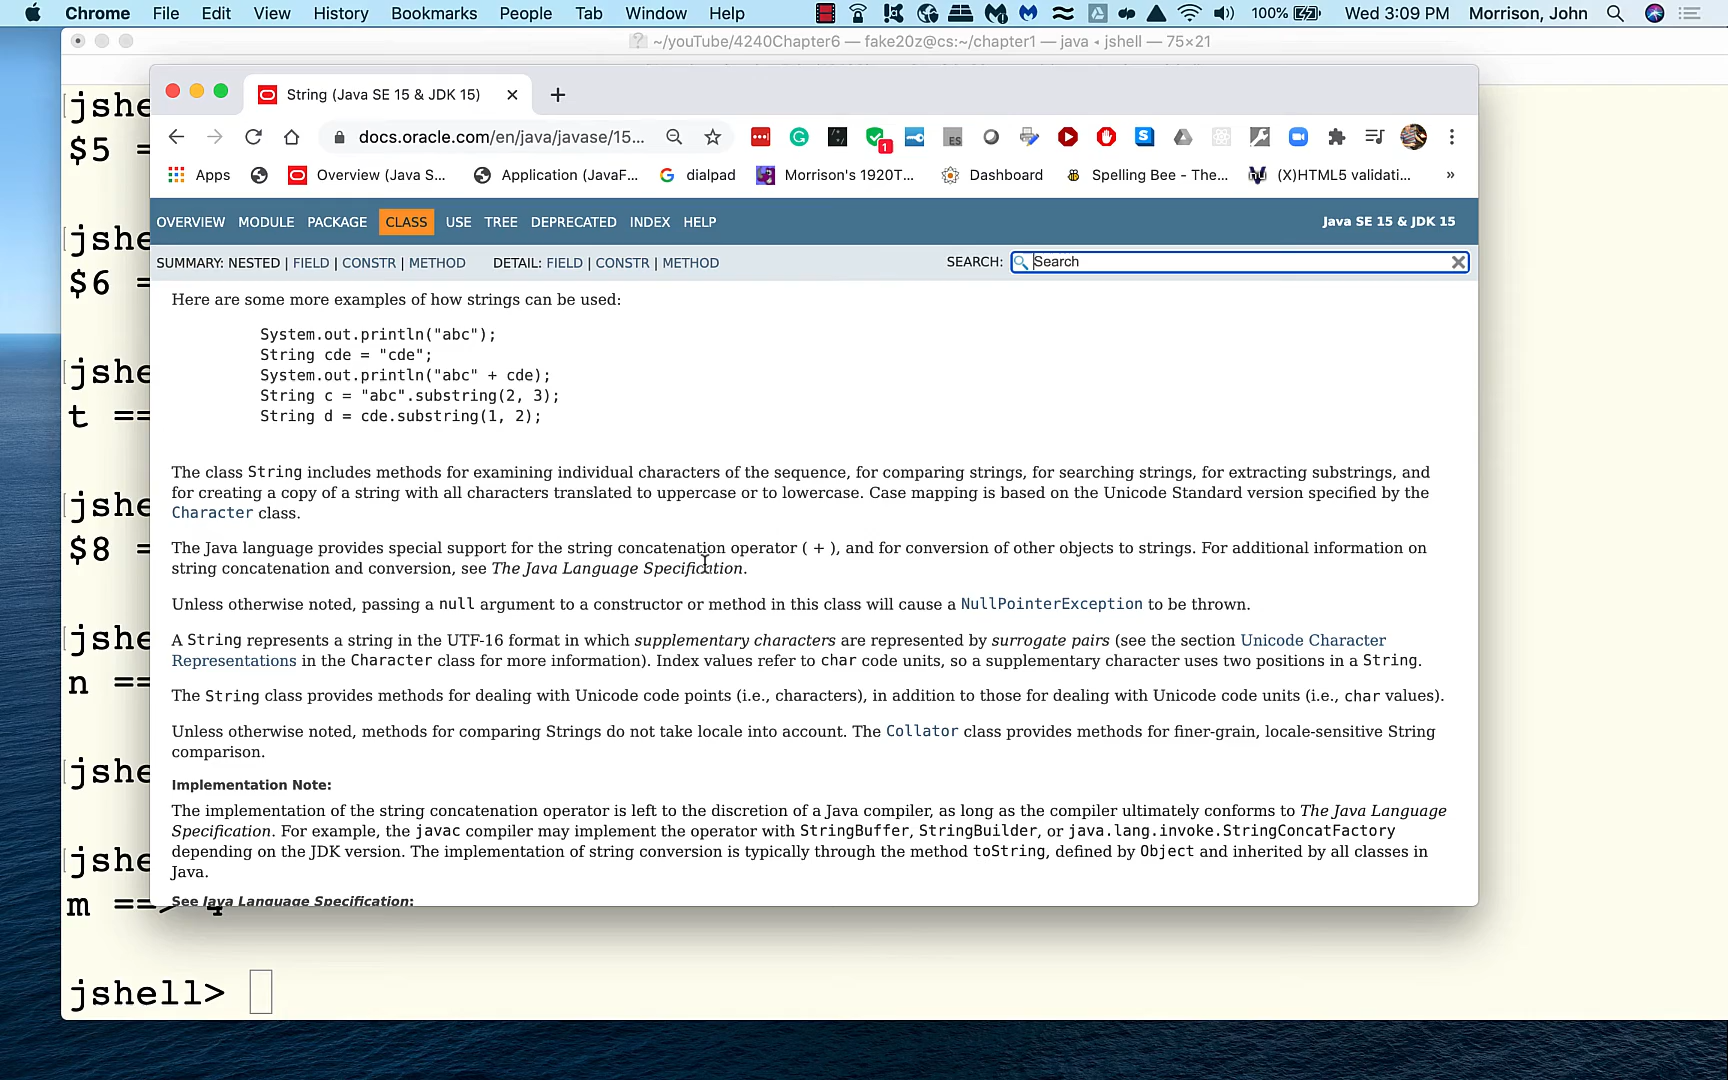 Chrome File Edit View History Bookmarks People Tab Window Help 100% Wed 3:09 PM Morrison, John
~/youTube/4240Chapter6 — fake20z@cs:~/chapter1 — java ◂ jshell — 75×21
String (Java SE 15 & JDK 15)
docs.oracle.com/en/java/javase/15...
1 ES
Apps Overview (Java S... Application (JavaF... dialpad Morrison's 1920T... Dashboard Spelling Bee - The... (X)HTML5 validati... »
OVERVIEW MODULE PACKAGE CLASS USE TREE DEPRECATED INDEX HELP Java SE 15 & JDK 15
SUMMARY: NESTED | FIELD | CONSTR | METHOD DETAIL: FIELD | CONSTR | METHOD SEARCH: Search
Here are some more examples of how strings can be used:
System.out.println("abc");
String cde = "cde";
System.out.println("abc" + cde);
String c = "abc".substring(2, 3);
String d = cde.substring(1, 2);
The class String includes methods for examining individual characters of the sequence, for comparing strings, for searching strings, for extracting substrings, and
for creating a copy of a string with all characters translated to uppercase or to lowercase. Case mapping is based on the Unicode Standard version specified by the
Character class.
The Java language provides special support for the string concatenation operator ( + ), and for conversion of other objects to strings. For additional information on
string concatenation and conversion, see The Java Language Specification.
Unless otherwise noted, passing a null argument to a constructor or method in this class will cause a NullPointerException to be thrown.
A String represents a string in the UTF-16 format in which supplementary characters are represented by surrogate pairs (see the section Unicode Character
Representations in the Character class for more information). Index values refer to char code units, so a supplementary character uses two positions in a String.
The String class provides methods for dealing with Unicode code points (i.e., characters), in addition to those for dealing with Unicode code units (i.e., char values).
Unless otherwise noted, methods for comparing Strings do not take locale into account. The Collator class provides methods for finer-grain, locale-sensitive String
comparison.
Implementation Note:
The implementation of the string concatenation operator is left to the discretion of a Java compiler, as long as the compiler ultimately conforms to The Java Language
Specification. For example, the javac compiler may implement the operator with StringBuffer, StringBuilder, or java.lang.invoke.StringConcatFactory
depending on the JDK version. The implementation of string conversion is typically through the method toString, defined by Object and inherited by all classes in
Java.
See Java Language Specification:
jshe
$5 =
jshe
$6 =
jshe
t ==
jshe
$8 =
jshe
n ==
jshe
jshe
m ==> 4
jshell>